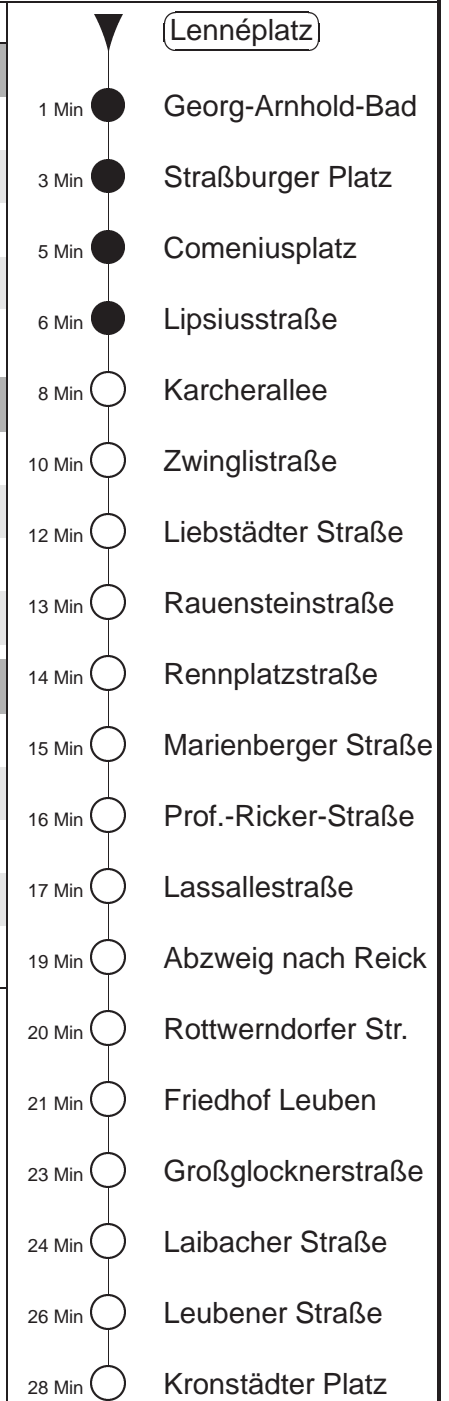 Lennéplatz
1 Min Georg-Arnhold-Bad
3 Min Straßburger Platz
5 Min Comeniusplatz
6 Min Lipsiusstraße
8 Min Karcherallee
10 Min Zwinglistraße
12 Min Liebstädter Straße
13 Min Rauensteinstraße
14 Min Rennplatzstraße
15 Min Marienberger Straße
16 Min Prof.-Ricker-Straße
17 Min Lassallestraße
19 Min Abzweig nach Reick
20 Min Rottwerndorfer Str.
21 Min Friedhof Leuben
23 Min Großglocknerstraße
24 Min Laibacher Straße
26 Min Leubener Straße
28 Min Kronstädter Platz